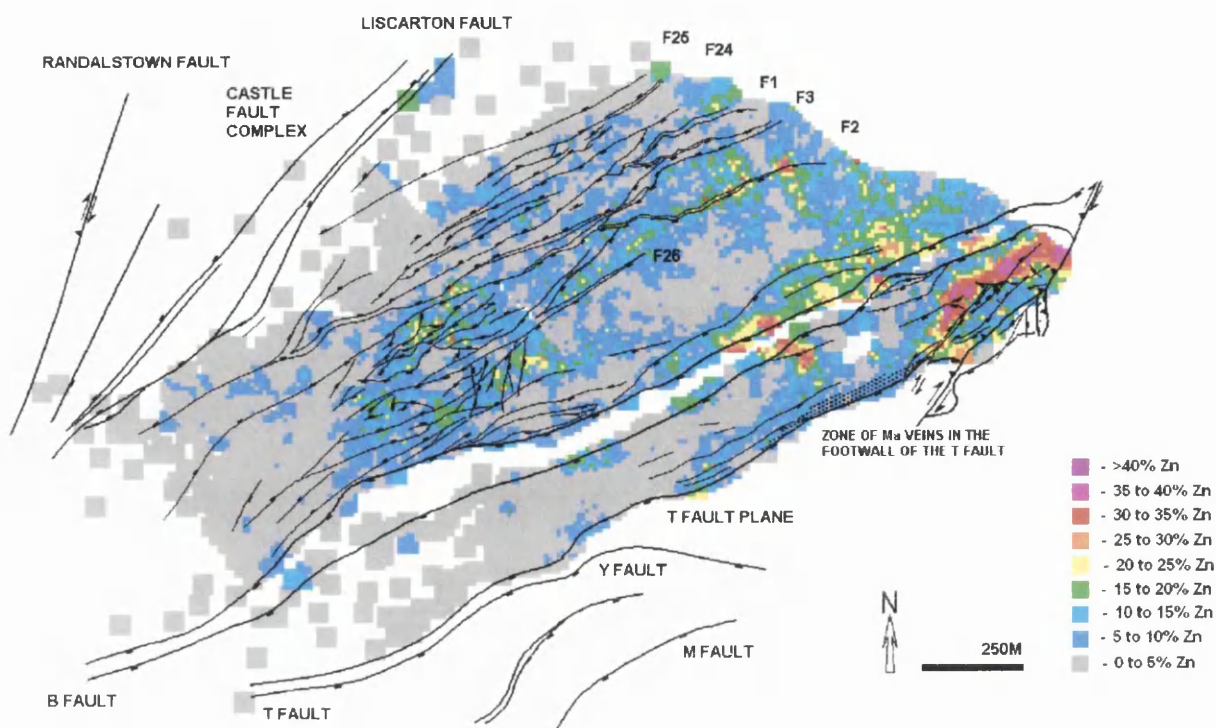 LISCARTON FAULT
RANDALSTOWN FAULT
CASTLE
FAULT
COMPLEX
F25
F24
F1
F3
F2
F26
ZONE OF Ma VEINS IN THE
FOOTWALL OF THE T FAULT
T FAULT PLANE
Y FAULT
M FAULT
B FAULT
T FAULT
N
250M
- >40% Zn
- 35 to 40% Zn
- 30 to 35% Zn
- 25 to 30% Zn
- 20 to 25% Zn
- 15 to 20% Zn
- 10 to 15% Zn
- 5 to 10% Zn
- 0 to 5% Zn